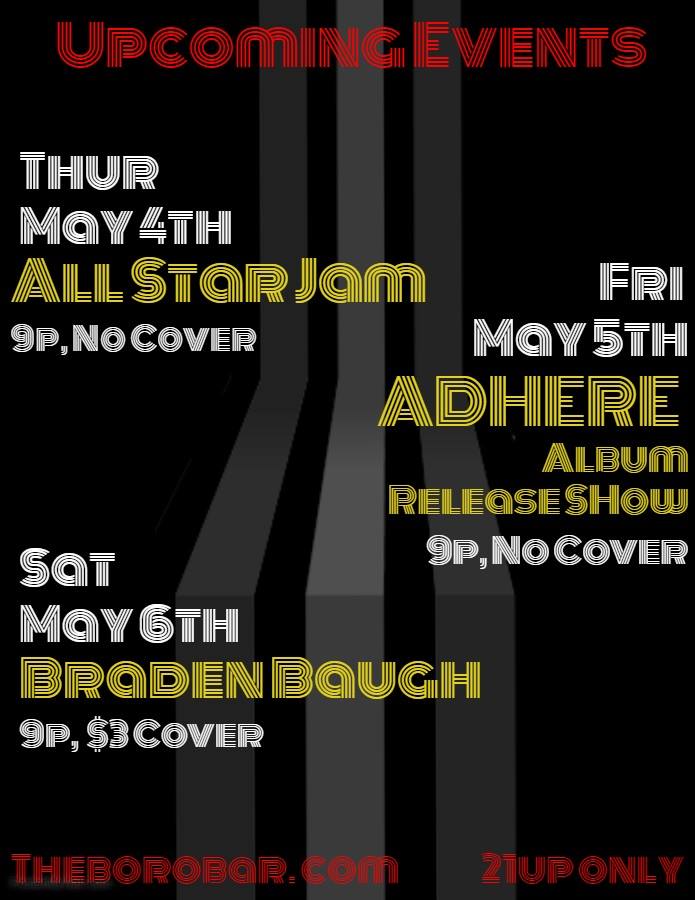 Upcoming Events
Thur
May 4th
All Star Jam
9p, No Cover
Fri
May 5th
ADHERE
Album
Release SHow
9p, No Cover
Sat
May 6th
Braden Baugh
9p, $3 Cover
Theborobar.com
21up only